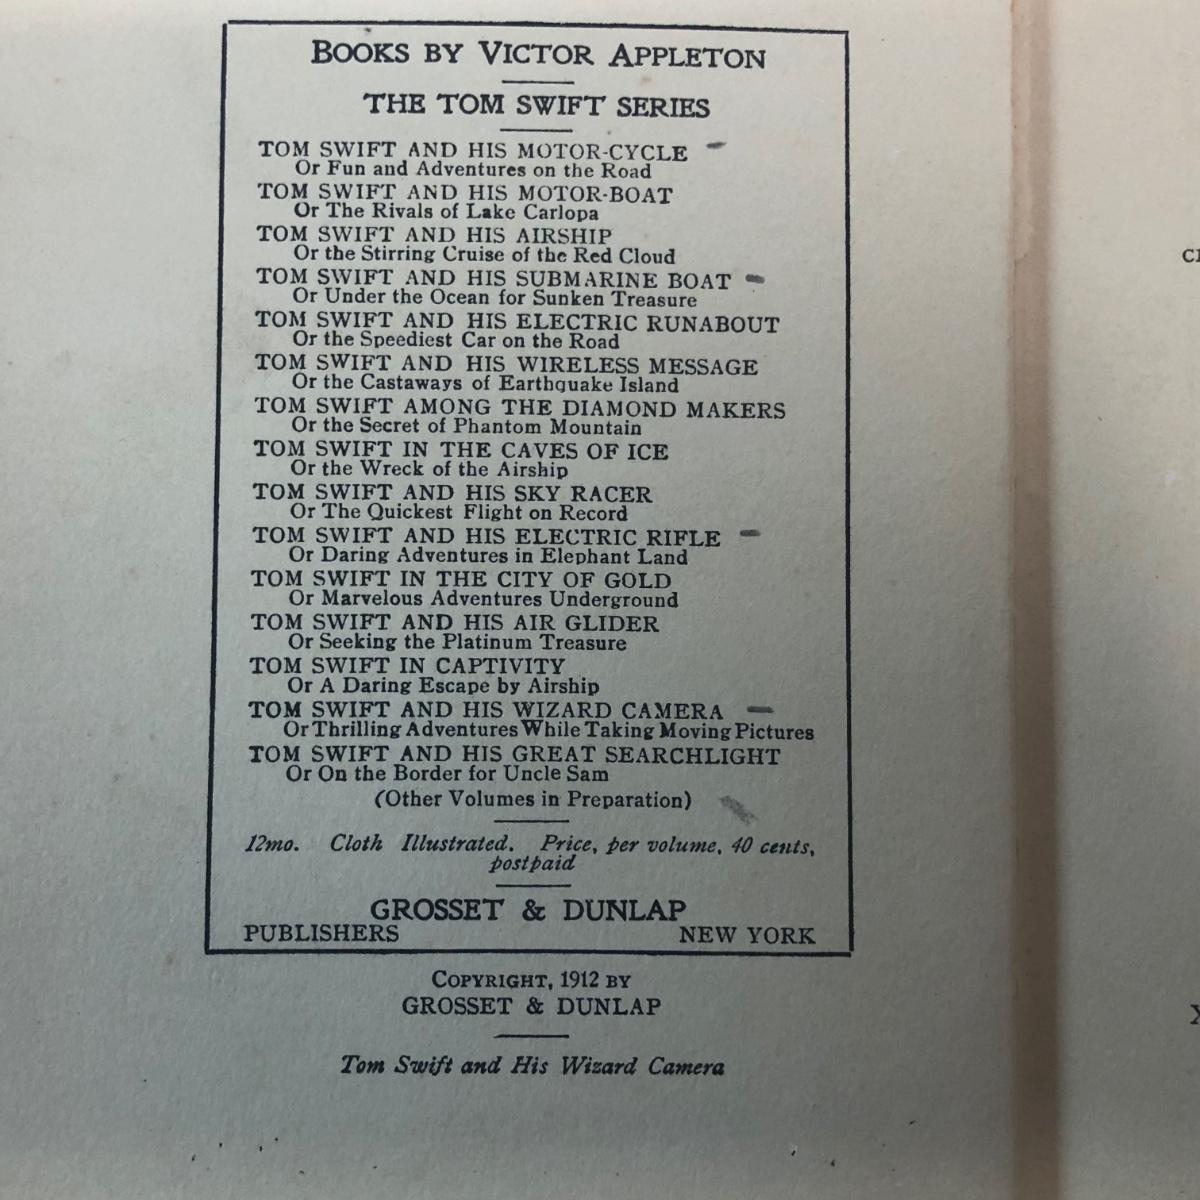 BOOKS BY VICTOR APPLETON
THE TOM SWIFT SERIES
TOM SWIFT AND HIS MOTOR-CYCLE
Or Fun and Adventures on the Road
TOM SWIFT AND HIS MOTOR-BOAT
Or The Rivals of Lake Carlopa
TOM SWIFT AND HIS AIRSHIP
Or the Stirring Cruise of the Red Cloud
TOM SWIFT AND HIS SUBMARINE BOAT
Or Under the Ocean for Sunken Treasure
TOM SWIFT AND HIS ELECTRIC RUNABOUT
Or the Speediest Car on the Road
TOM SWIFT AND HIS WIRELESS MESSAGE
Or the Castaways of Earthquake Island
TOM SWIFT AMONG THE DIAMOND MAKERS
Or the Secret of Phantom Mountain
TOM SWIFT IN THE CAVES OF ICE
Or the Wreck of the Airship
TOM SWIFT AND HIS SKY RACER
Or The Quickest Flight on Record
TOM SWIFT AND HIS ELECTRIC RIFLE
Or Daring Adventures in Elephant Land
TOM SWIFT IN THE CITY OF GOLD
Or Marvelous Adventures Underground
TOM SWIFT AND HIS AIR GLIDER
Or Seeking the Platinum Treasure
TOM SWIFT IN CAPTIVITY
Or A Daring Escape by Airship
TOM SWIFT AND HIS WIZARD CAMERA
Or Thrilling Adventures While Taking Moving Pictures
TOM SWIFT AND HIS GREAT SEARCHLIGHT
Or On the Border for Uncle Sam
(Other Volumes in Preparation)
12mo. Cloth Illustrated. Price, per volume, 40 cents,
postpaid
GROSSET & DUNLAP
PUBLISHERS NEW YORK
COPYRIGHT, 1912 BY
GROSSET & DUNLAP
Tom Swift and His Wizard Camera